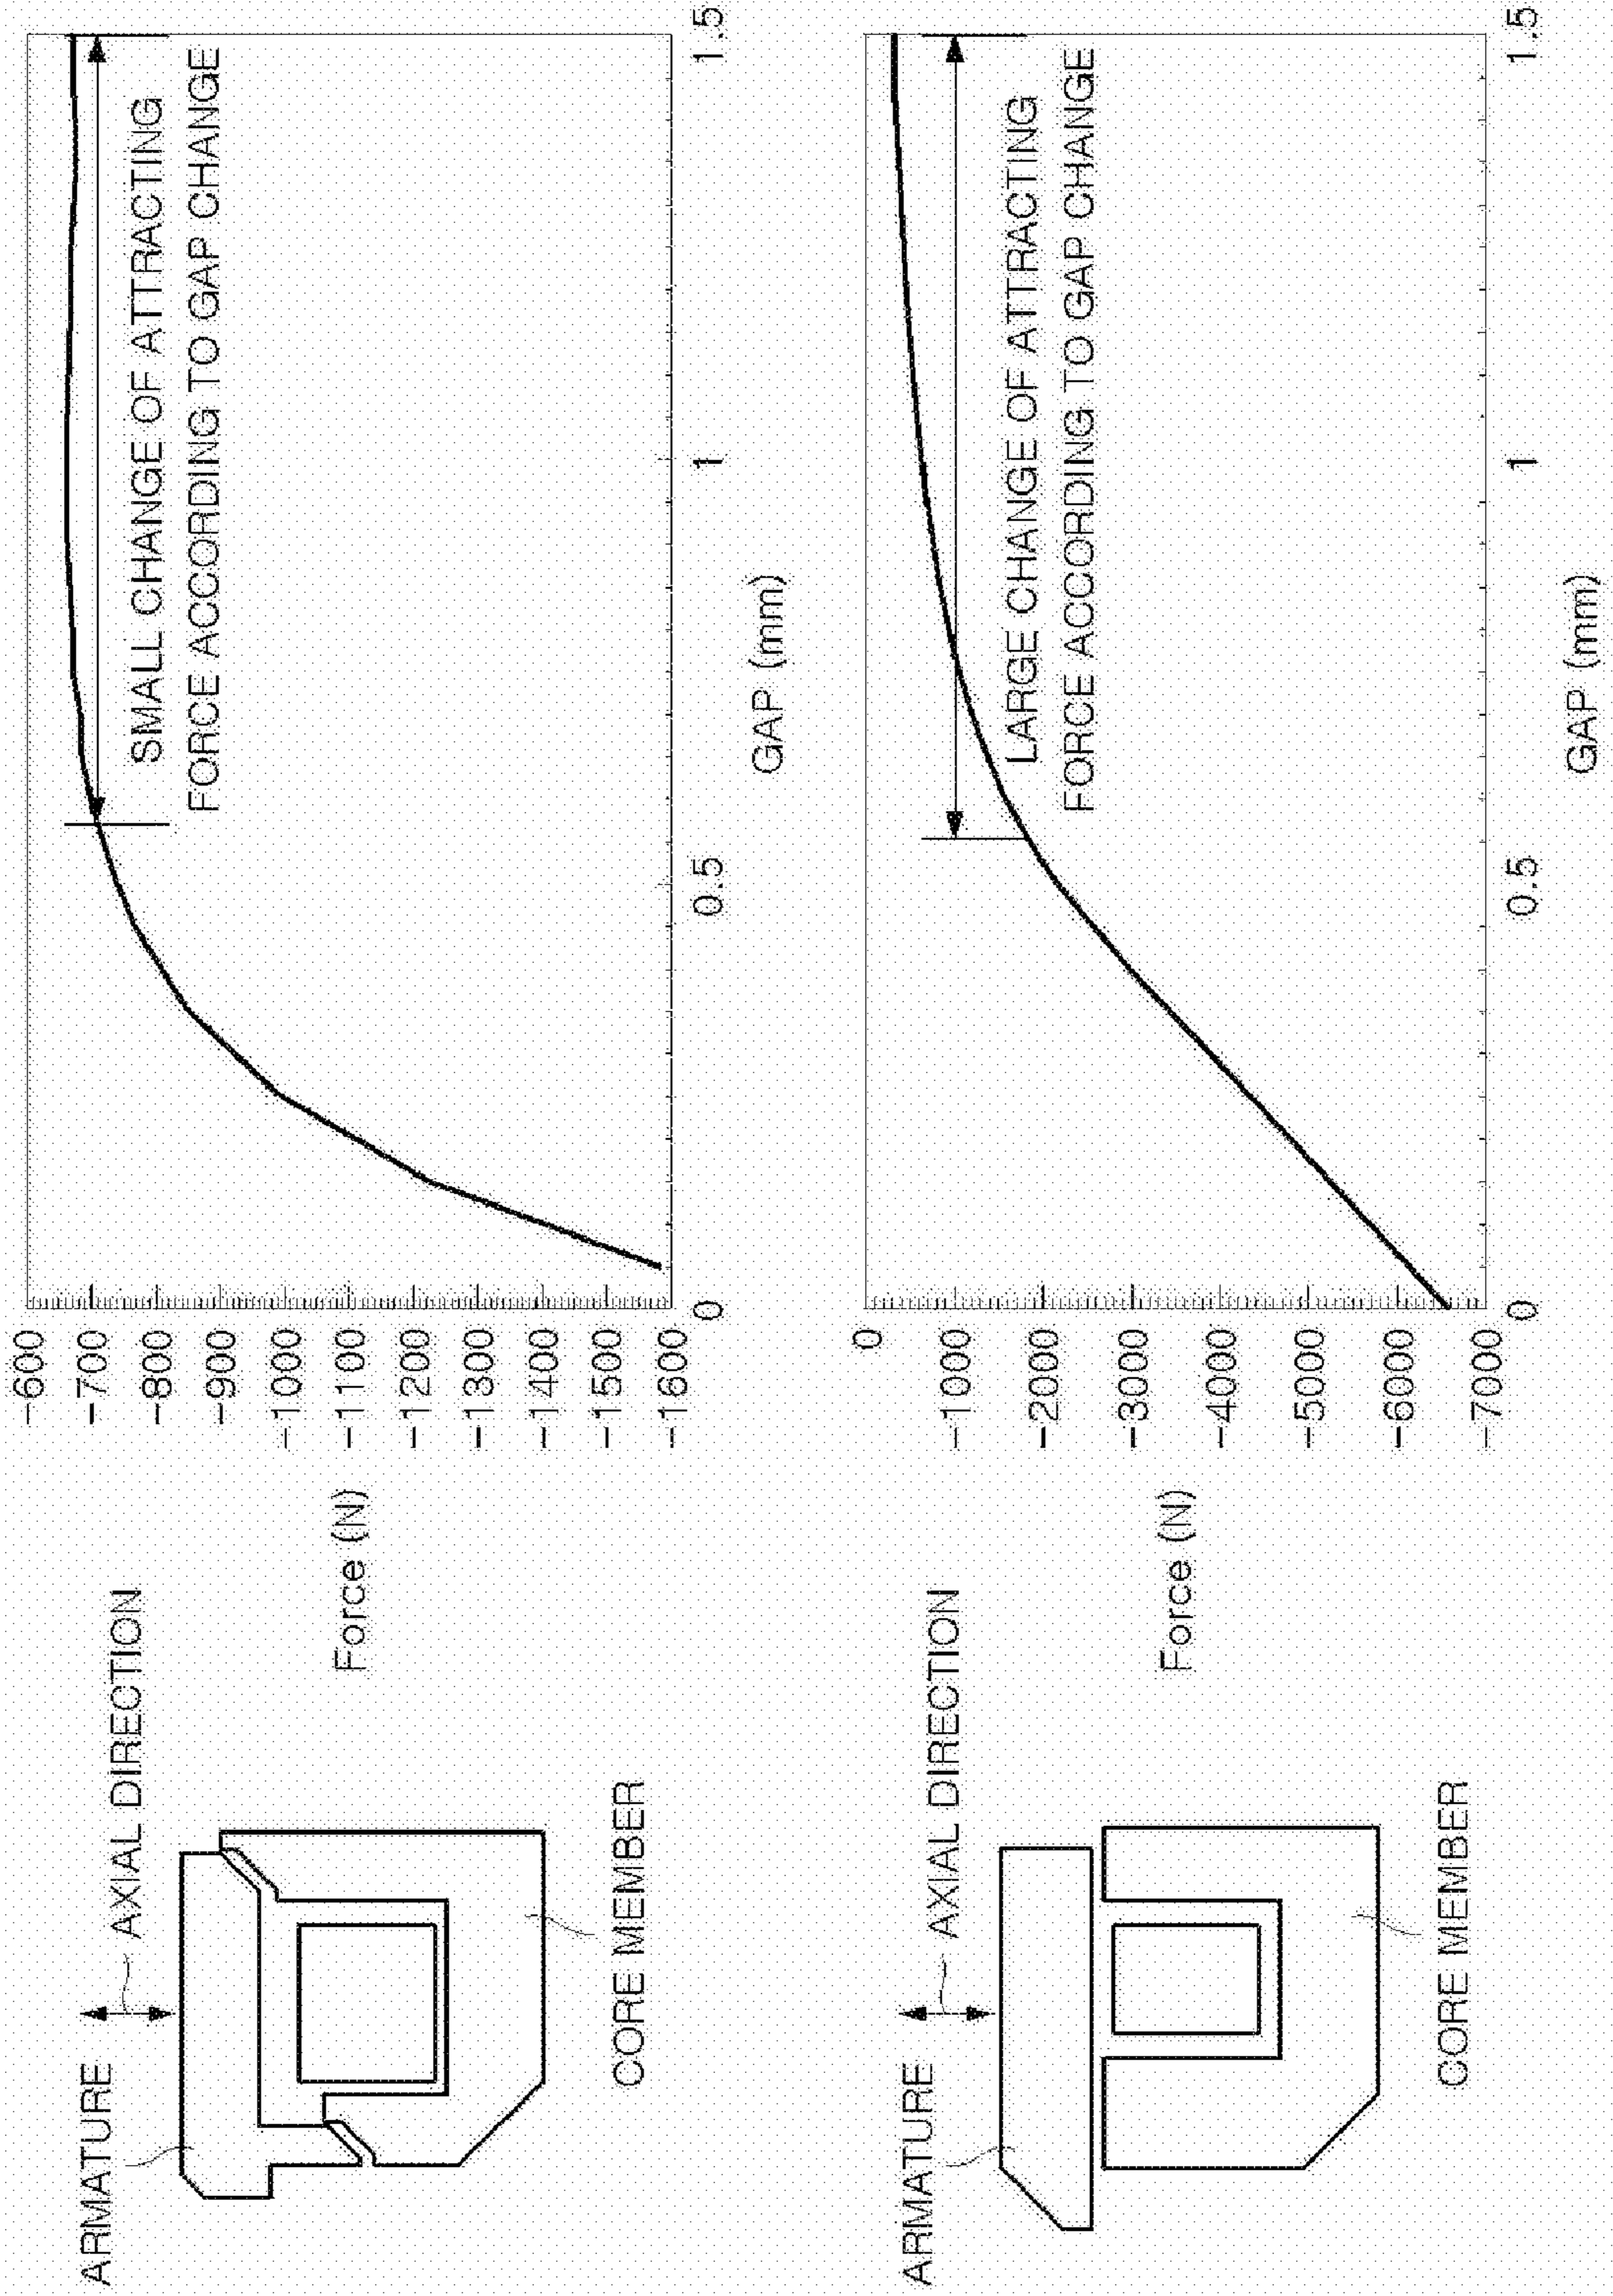 ARMATURE
AXIAL DIRECTION
CORE MEMBER
Force (N)
-600
-700
-800
-900
-1000
-1100
-1200
-1300
-1400
-1500
-1600
0
0.5
1
1.5
GAP (mm)
SMALL CHANGE OF ATTRACTING
FORCE ACCORDING TO GAP CHANGE
ARMATURE
AXIAL DIRECTION
CORE MEMBER
Force (N)
0
-1000
-2000
-3000
-4000
-5000
-6000
-7000
0
0.5
1
1.5
GAP (mm)
LARGE CHANGE OF ATTRACTING
FORCE ACCORDING TO GAP CHANGE